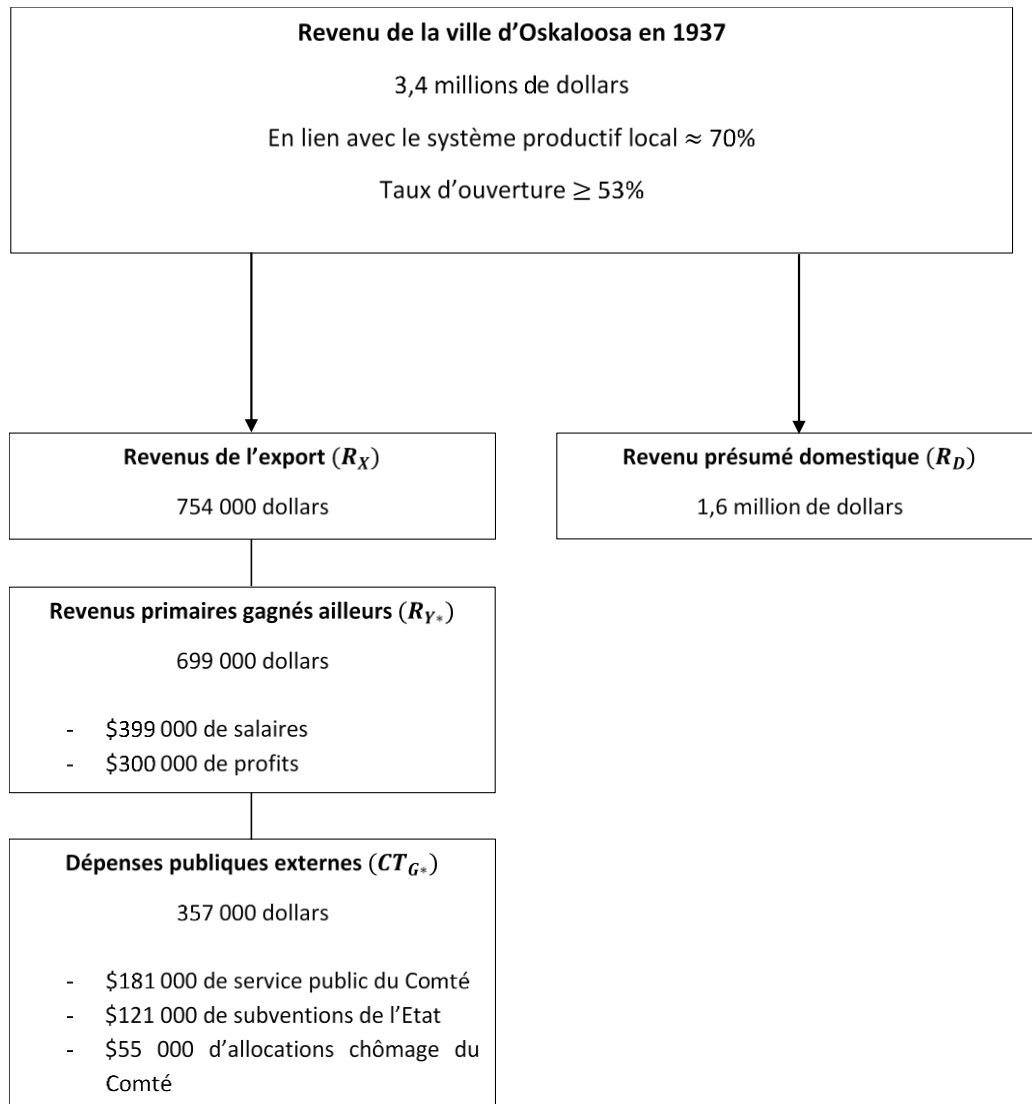 Revenu de la ville d’Oskaloosa en 1937
3,4 millions de dollars
En lien avec le système productif local ≈ 70%
Taux d’ouverture ≥ 53%
Revenus de l’export (R_X)
754 000 dollars
Revenu présumé domestique (R_D)
1,6 million de dollars
Revenus primaires gagnés ailleurs (R_{Y*})
699 000 dollars
- $399 000 de salaires
- $300 000 de profits
Dépenses publiques externes (CT_{G*})
357 000 dollars
- $181 000 de service public du Comté
- $121 000 de subventions de l’Etat
- $55 000 d’allocations chômage du
Comté